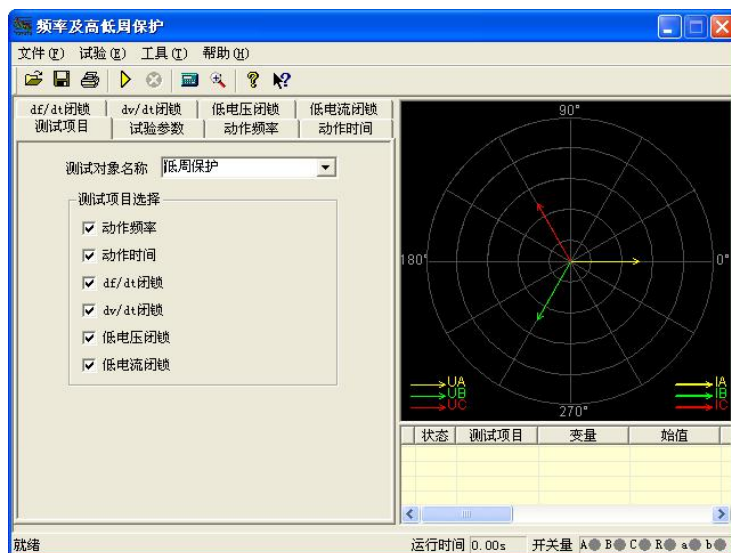 频率及高低周保护
文件(F) 试验(E) 工具(T) 帮助(H)
df/dt闭锁 dv/dt闭锁 低电压闭锁 低电流闭锁
测试项目 试验参数 动作频率 动作时间
测试对象名称 低周保护
测试项目选择
动作频率
动作时间
df/dt闭锁
dv/dt闭锁
低电压闭锁
低电流闭锁
90°
180° 0°
270°
UA IA
UB IB
UC IC
状态 测试项目 变量 始值
就绪 运行时间 0.00s 开关量 A B C R a b